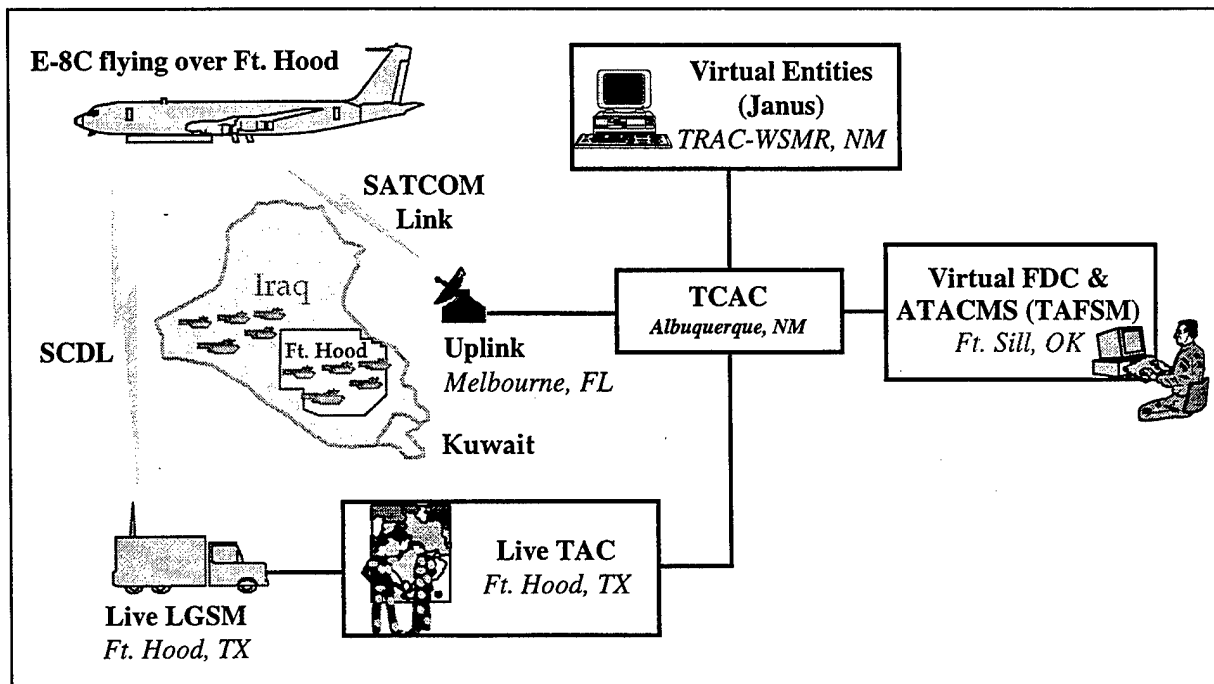 E-8C flying over Ft. Hood
Virtual Entities
(Janus)
TRAC-WSMR, NM
SATCOM
Link
Iraq
Ft. Hood
SCDL
Uplink
Melbourne, FL
Kuwait
TCAC
Albuquerque, NM
Virtual FDC &
ATACMS (TAFSM)
Ft. Sill, OK
Live TAC
Ft. Hood, TX
Live LGSM
Ft. Hood, TX